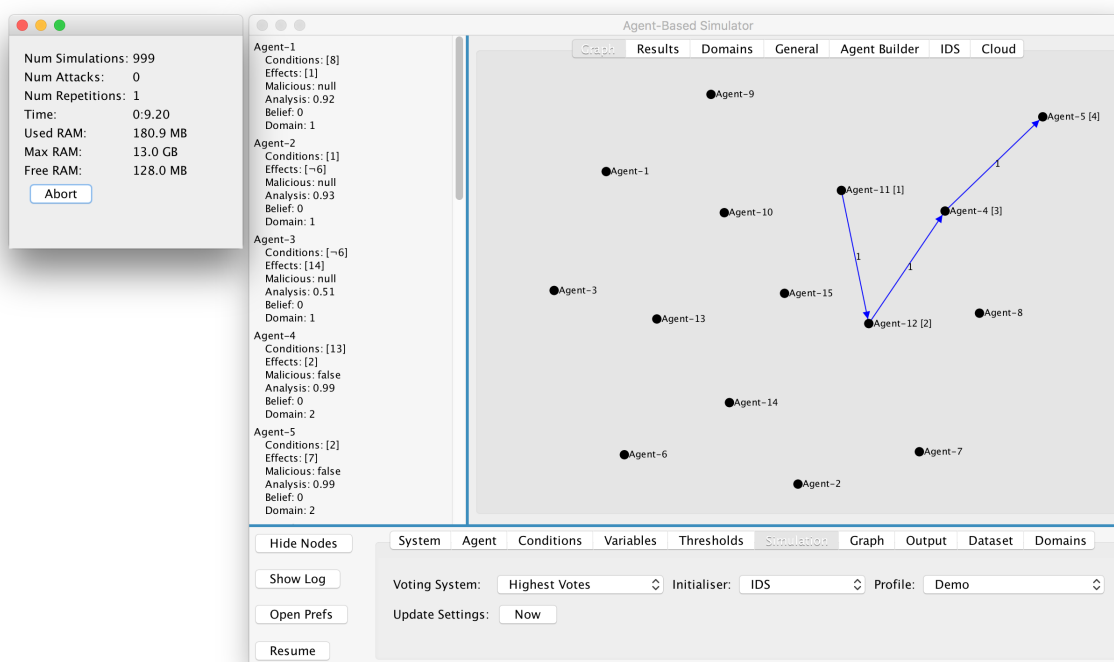 Num Simulations: 999
Num Attacks: 0
Num Repetitions: 1
Time: 0:9.20
Used RAM: 180.9 MB
Max RAM: 13.0 GB
Free RAM: 128.0 MB
Abort
Agent-Based Simulator
Agent-1
Conditions: [8]
Effects: [1]
Malicious: null
Analysis: 0.92
Belief: 0
Domain: 1
Agent-2
Conditions: [1]
Effects: [¬6]
Malicious: null
Analysis: 0.93
Belief: 0
Domain: 1
Agent-3
Conditions: [¬6]
Effects: [14]
Malicious: null
Analysis: 0.51
Belief: 0
Domain: 1
Agent-4
Conditions: [13]
Effects: [2]
Malicious: false
Analysis: 0.99
Belief: 0
Domain: 2
Agent-5
Conditions: [2]
Effects: [7]
Malicious: false
Analysis: 0.99
Belief: 0
Domain: 2
Graph Results Domains General Agent Builder IDS Cloud
Agent-9
Agent-5 [4]
1
Agent-1
Agent-11 [1]
Agent-10
Agent-4 [3]
1
1
Agent-3
Agent-15
Agent-13
Agent-8
Agent-12 [2]
Agent-14
Agent-6
Agent-7
Agent-2
Hide Nodes
Show Log
Open Prefs
Resume
System Agent Conditions Variables Thresholds Simulation Graph Output Dataset Domains
Voting System: Highest Votes Initialiser: IDS Profile: Demo
Update Settings: Now